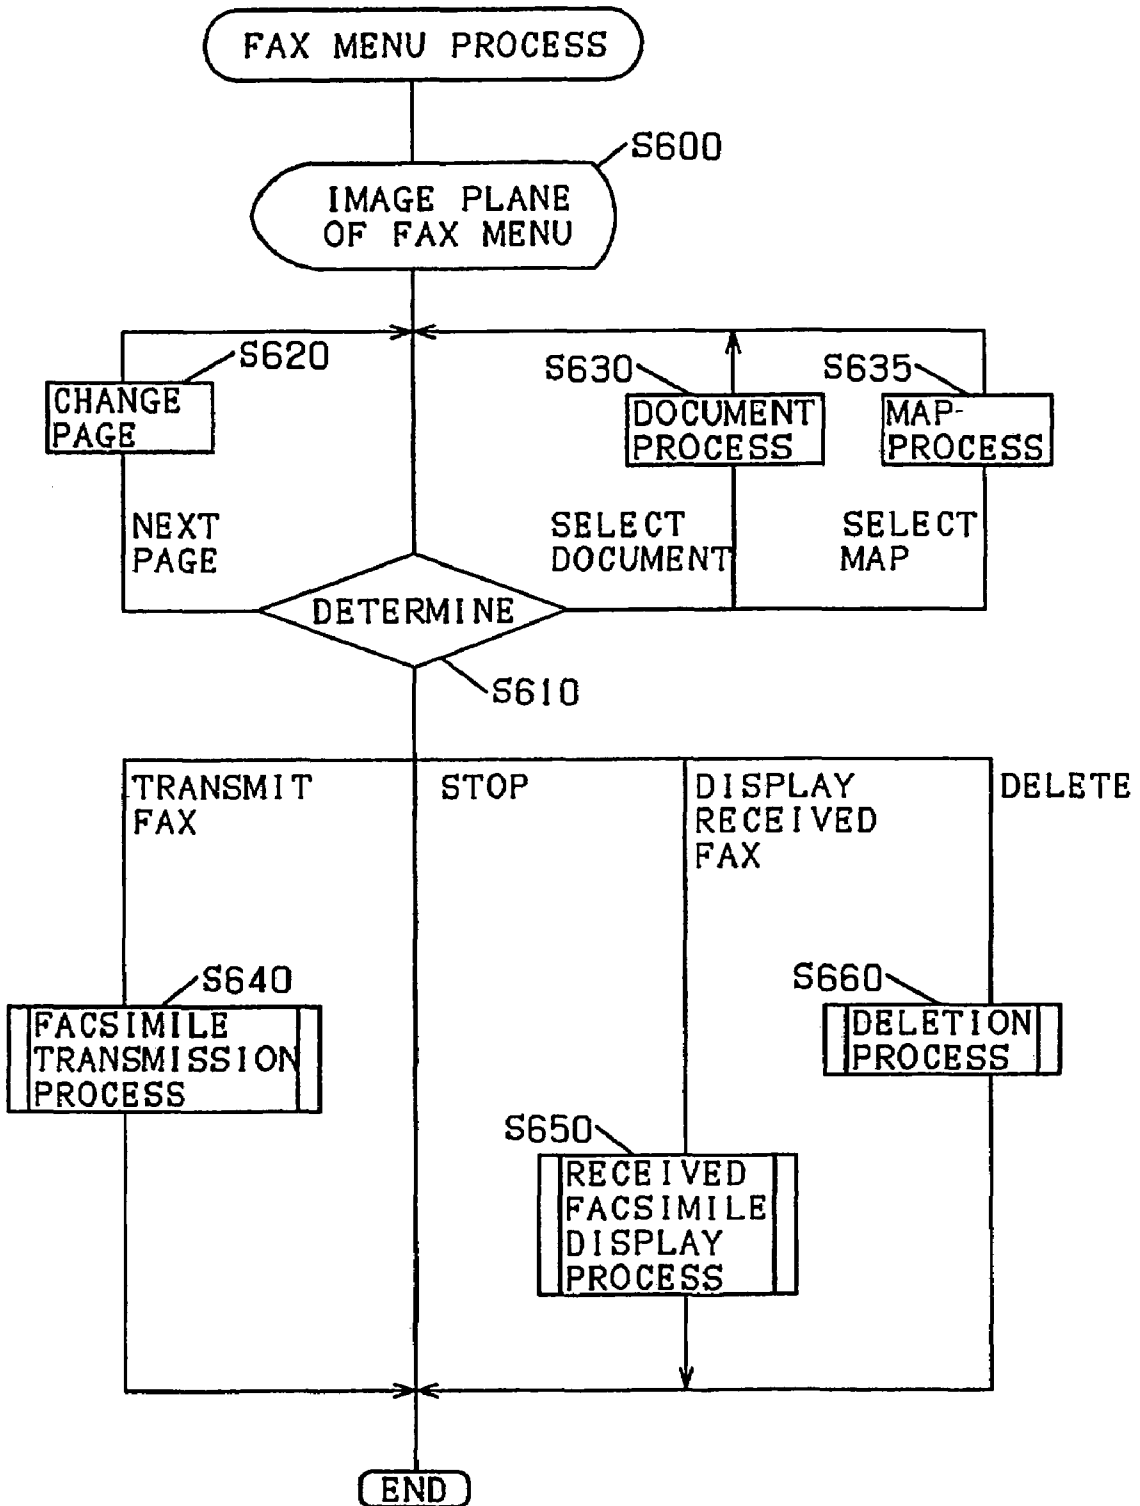 FAX MENU PROCESS
S600
IMAGE PLANE
OF FAX MENU
S620
CHANGE
PAGE
S630
DOCUMENT
PROCESS
S635
MAP-
PROCESS
NEXT
PAGE
SELECT
DOCUMENT
SELECT
MAP
DETERMINE
S610
TRANSMIT
FAX
STOP
DISPLAY
RECEIVED
FAX
DELETE
S640
FACSIMILE
TRANSMISSION
PROCESS
S660
DELETION
PROCESS
S650
RECEIVED
FACSIMILE
DISPLAY
PROCESS
END